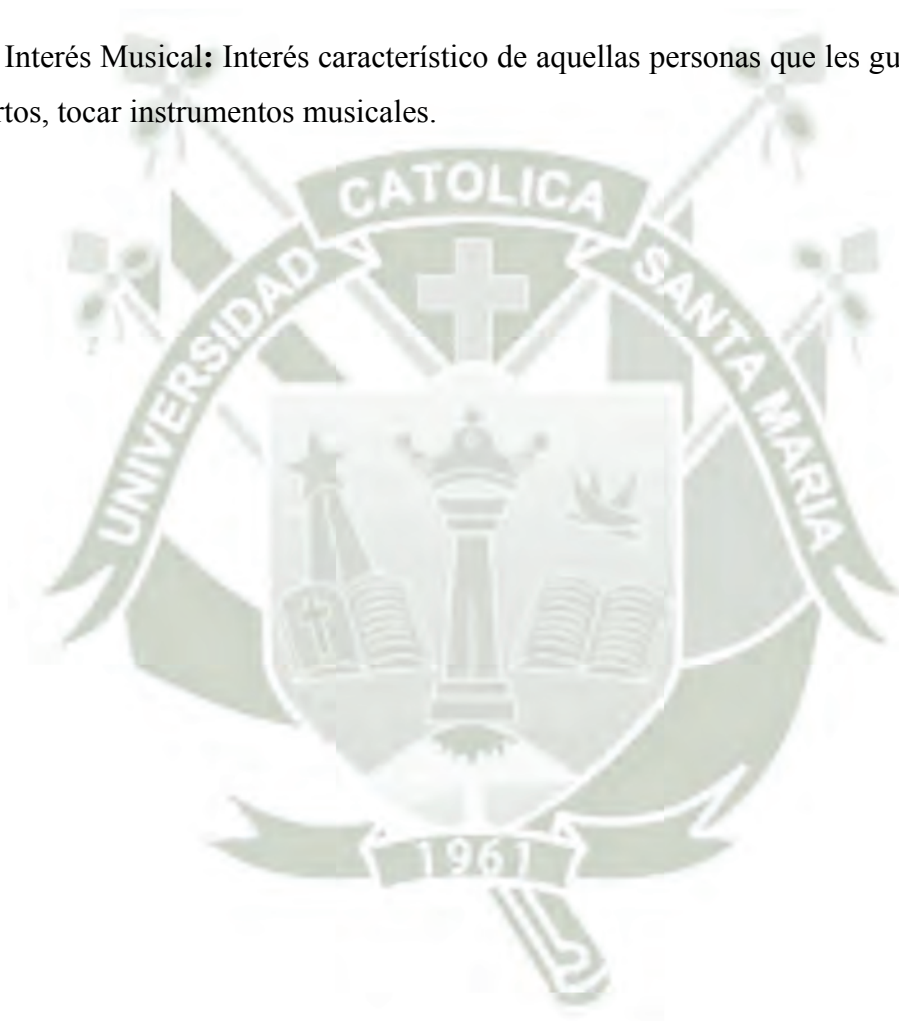 Interés Musical: Interés característico de aquellas personas que les gu
rtos, tocar instrumentos musicales.
CATOLICA
UNIVERSIDAD
SANTA MARIA
1961